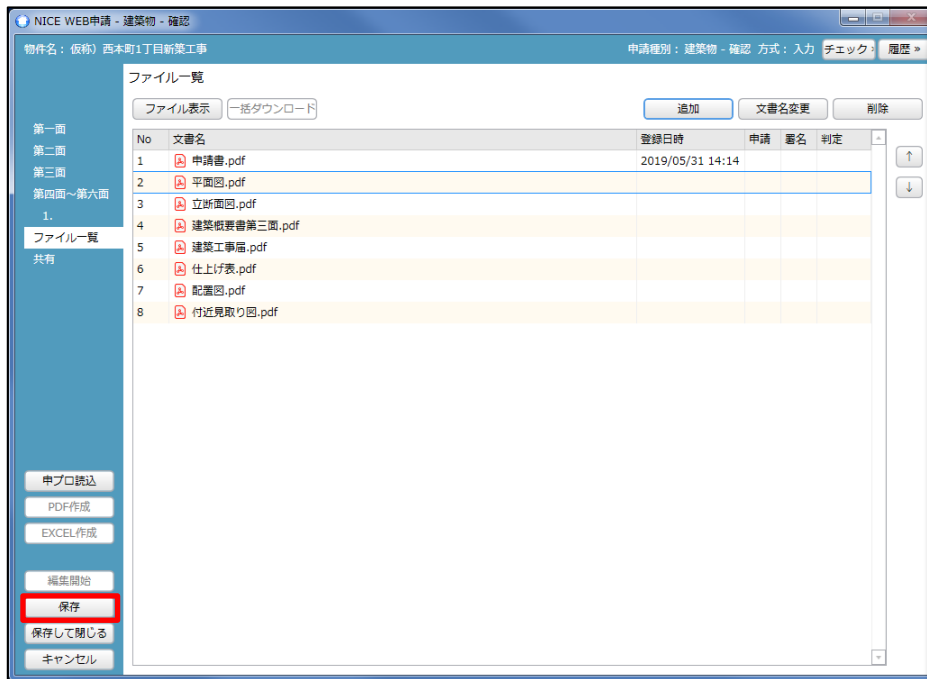 NICE WEB申請 - 建築物 - 確認
物件名： 仮称）西本町1丁目新築工事
申請種別： 建築物 - 確認 方式： 入力 チェック » 履歴 »
ファイル一覧
ファイル表示 一括ダウンロード 追加 文書名変更 削除
第一面
第二面
第三面
第四面～第六面
1.
ファイル一覧
共有
No 文書名 登録日時 申請 署名 判定
1 申請書.pdf 2019/05/31 14:14
2 平面図.pdf
3 立断面図.pdf
4 建築概要書第三面.pdf
5 建築工事届.pdf
6 仕上げ表.pdf
7 配置図.pdf
8 付近見取り図.pdf
↑
↓
申プロ読込
PDF作成
EXCEL作成
編集開始
保存
保存して閉じる
キャンセル